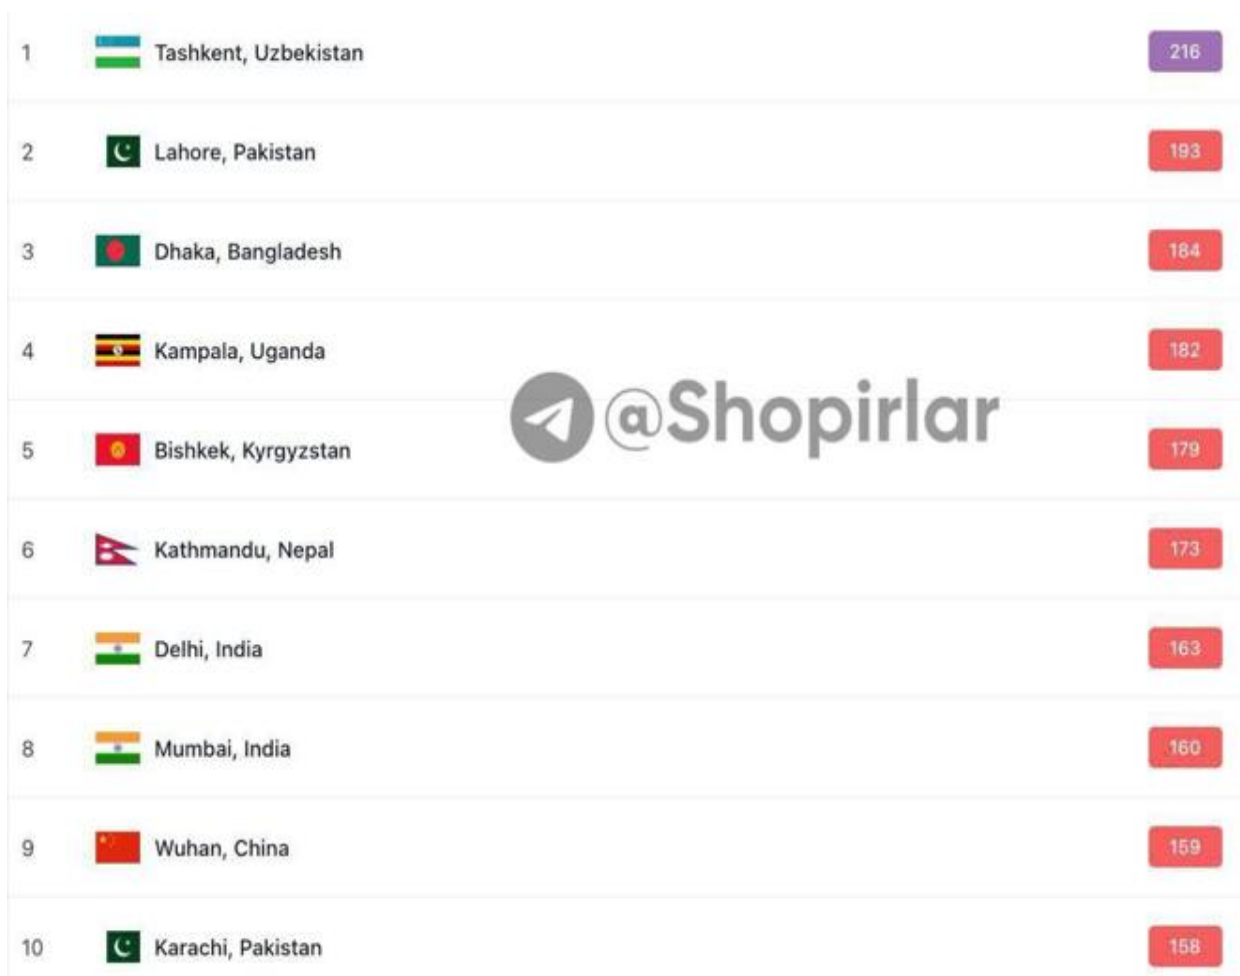 1 Tashkent, Uzbekistan 216
2 Lahore, Pakistan 193
3 Dhaka, Bangladesh 184
4 Kampala, Uganda 182
@Shopirlar
5 Bishkek, Kyrgyzstan 179
6 Kathmandu, Nepal 173
7 Delhi, India 163
8 Mumbai, India 160
9 Wuhan, China 159
10 Karachi, Pakistan 158